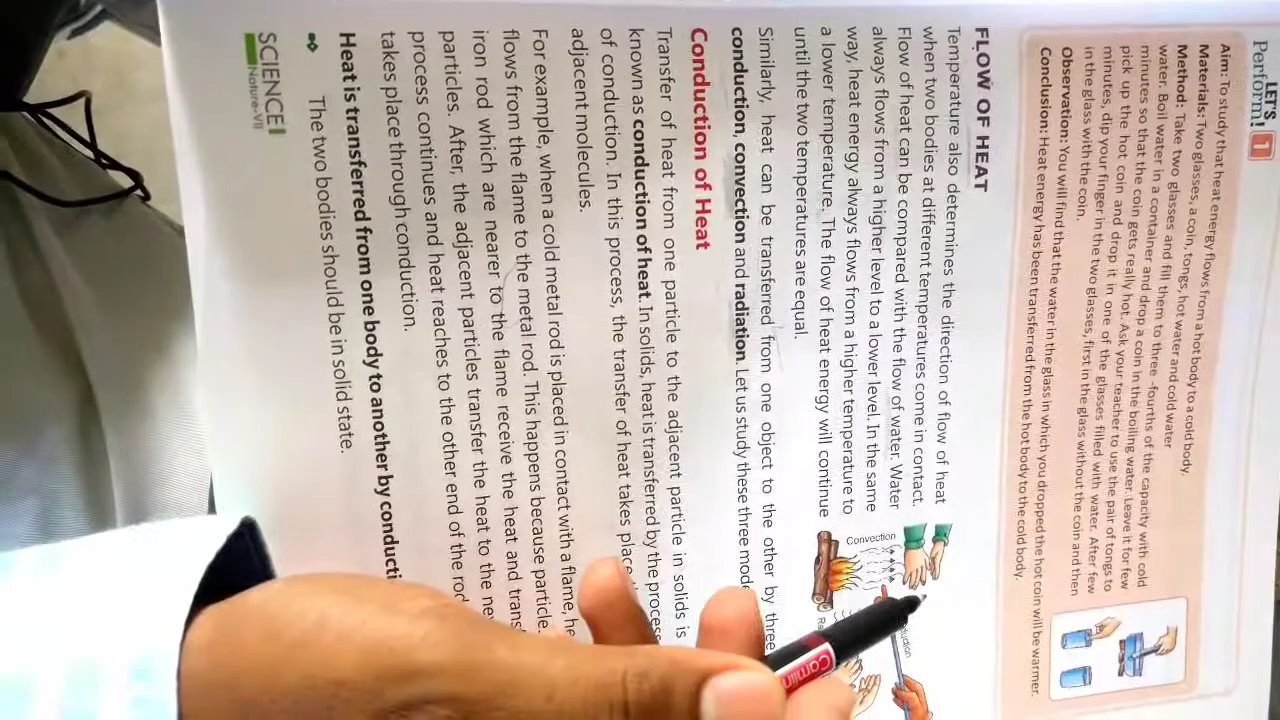 LET'S
Perform! 1
Aim: To study that heat energy flows from a hot body to a cold body.
Materials: Two glasses, a coin, tongs, hot water and cold water
Method: Take two glasses and fill them to three -fourths of the capacity with cold
water. Boil water in a container and drop a coin in the boiling water. Leave it for few
minutes so that the coin gets really hot. Ask your teacher to use the pair of tongs to
pick up the hot coin and drop it in one of the glasses filled with water. After few
minutes, dip your finger in the two glasses, first in the glass without the coin and then
in the glass with the coin.
Observation: You will find that the water in the glass in which you dropped the hot coin will be warmer.
Conclusion: Heat energy has been transferred from the hot body to the cold body.
FLOW OF HEAT
Temperature also determines the direction of flow of heat
when two bodies at different temperatures come in contact.
Flow of heat can be compared with the flow of water. Water
always flows from a higher level to a lower level. In the same
way, heat energy always flows from a higher temperature to
a lower temperature. The flow of heat energy will continue
until the two temperatures are equal.
Convection
Similarly, heat can be transferred from one object to the other by three
conduction, convection and radiation. Let us study these three
Conduction of Heat
Transfer of heat from one particle to the adjacent particle in solids is
known as conduction of heat. In solids, heat is transferred by the process
of conduction. In this process, the transfer of heat takes place
adjacent molecules.
For example, when a cold metal rod is placed in contact with a flame,
flows from the flame to the metal rod. This happens because
iron rod which are nearer to the flame receive the heat and
particles. After, the adjacent particles transfer the heat to the
process continues and heat reaches to the other end of the
takes place through conduction.
Heat is transferred from one body to another by
The two bodies should be in solid state.
SCIENCE
Nature-VII
Camlin